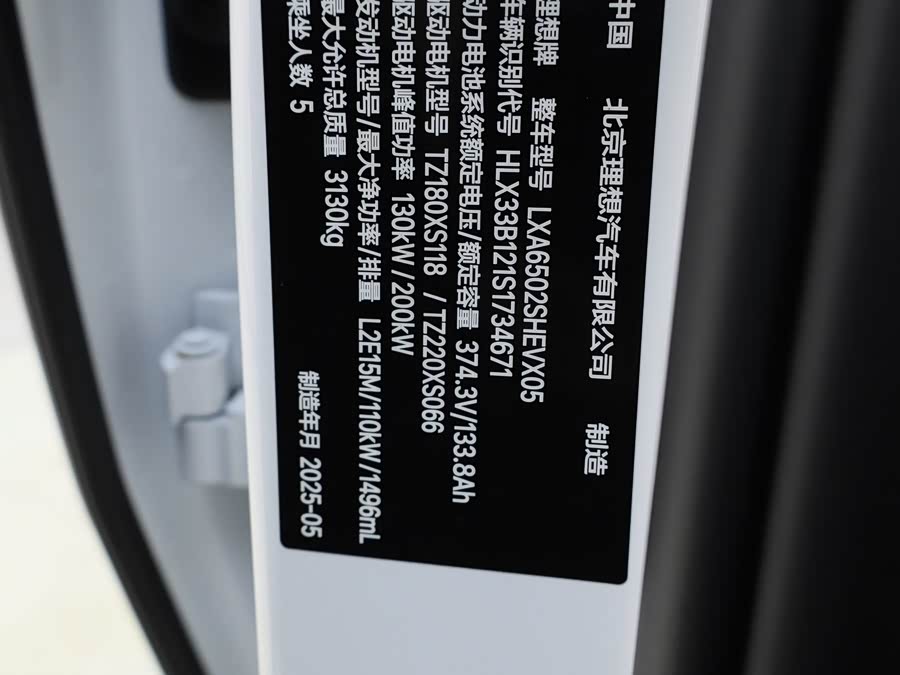 中国 北京理想汽车有限公司 制造
理想牌 整车型号 LXA6502SHEVX05
车辆识别代号 HLX33B121S1734671
动力电池系统额定电压/额定容量 374.3V/133.8Ah
驱动电机型号 TZ180XS118 / TZ220XS066
驱动电机峰值功率 130kW/200kW
发动机型号/最大净功率/排量 L2E15M/110kW/1496mL
最大允许总质量 3130kg
乘坐人数 5 制造年月 2025-05